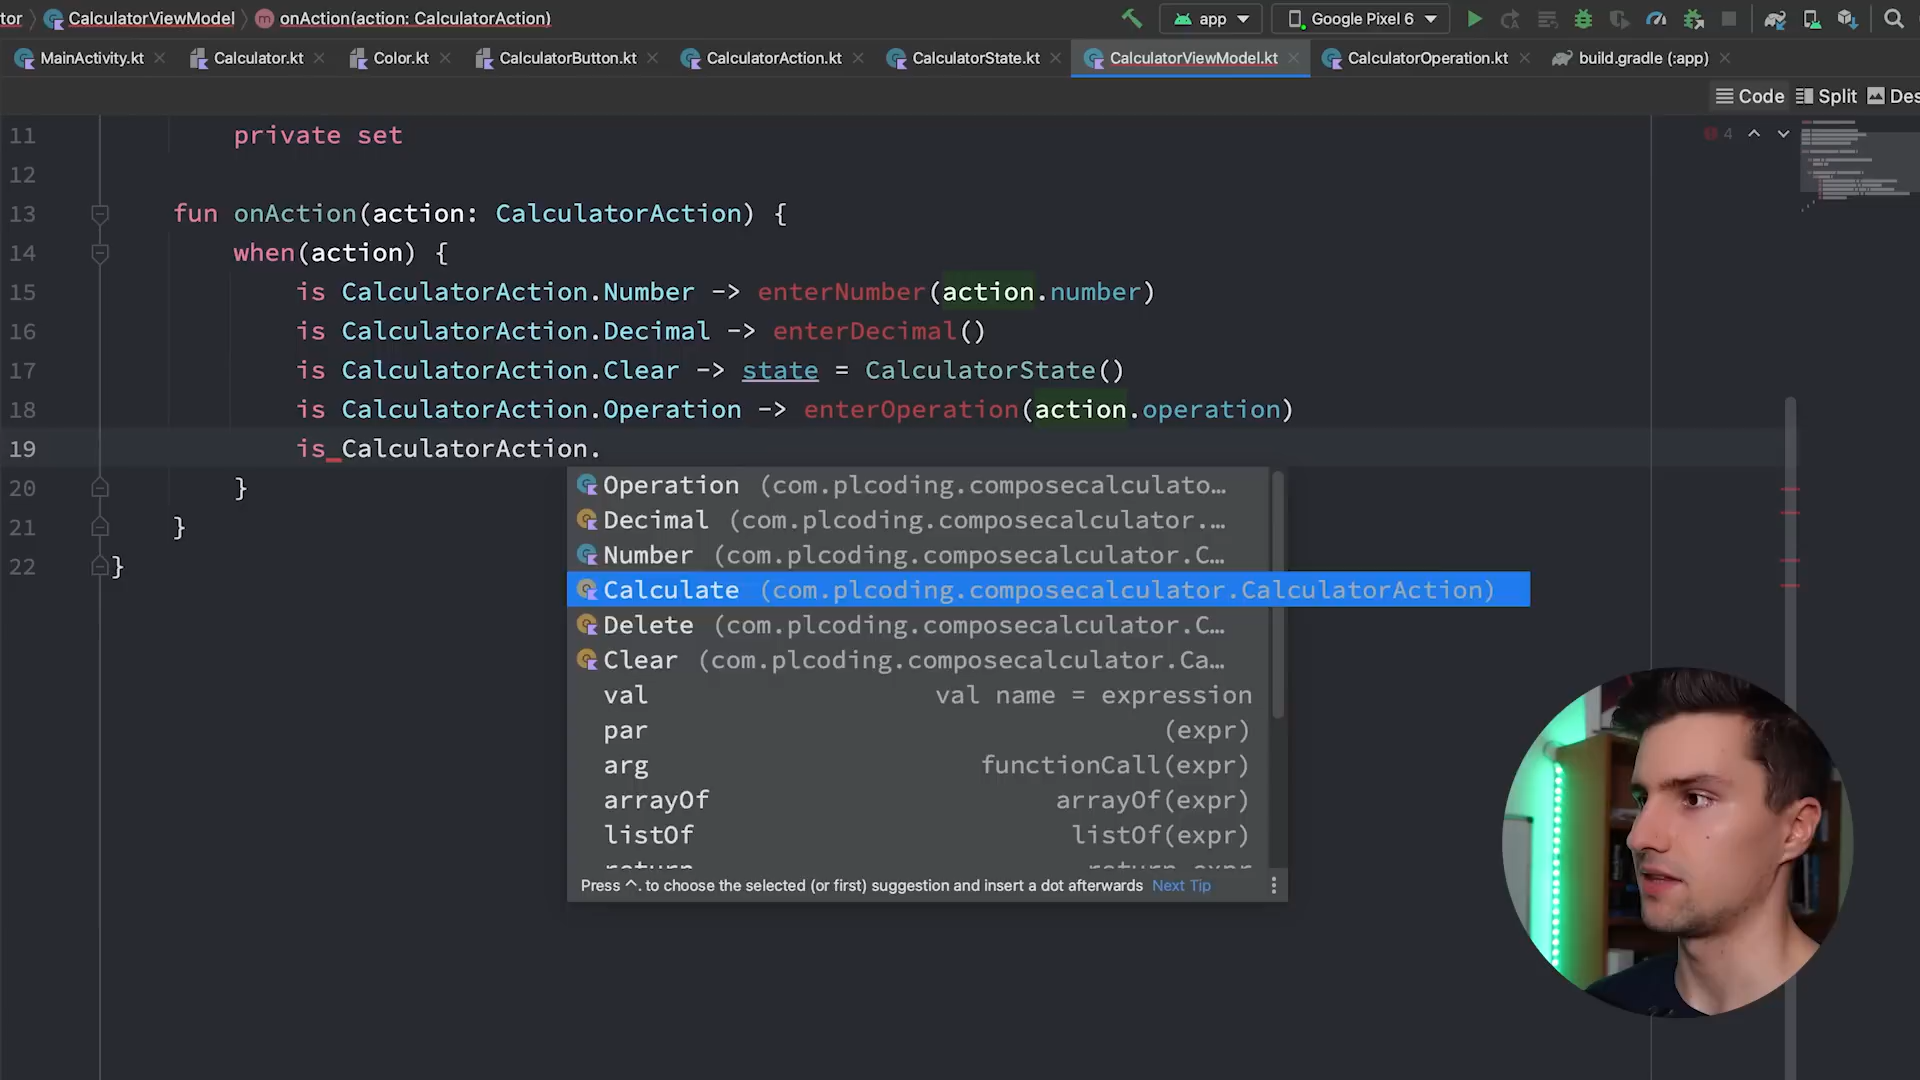 tor CalculatorViewModel onAction(action: CalculatorAction) app Google Pixel 6
MainActivity.kt Calculator.kt Color.kt CalculatorButton.kt CalculatorAction.kt CalculatorState.kt CalculatorViewModel.kt CalculatorOperation.kt build.gradle (:app)
Code Split Des
4
11 private set
12
13 fun onAction(action: CalculatorAction) {
14 when(action) {
15 is CalculatorAction.Number -> enterNumber(action.number)
16 is CalculatorAction.Decimal -> enterDecimal()
17 is CalculatorAction.Clear -> state = CalculatorState()
18 is CalculatorAction.Operation -> enterOperation(action.operation)
19 is CalculatorAction.
20 }
21 }
22 }
Operation (com.plcoding.composecalculato…
Decimal (com.plcoding.composecalculator.…
Number (com.plcoding.composecalculator.C…
Calculate (com.plcoding.composecalculator.CalculatorAction)
Delete (com.plcoding.composecalculator.C…
Clear (com.plcoding.composecalculator.Ca…
val val name = expression
par (expr)
arg functionCall(expr)
arrayOf arrayOf(expr)
listOf listOf(expr)
return return expr
Press ^. to choose the selected (or first) suggestion and insert a dot afterwards Next Tip